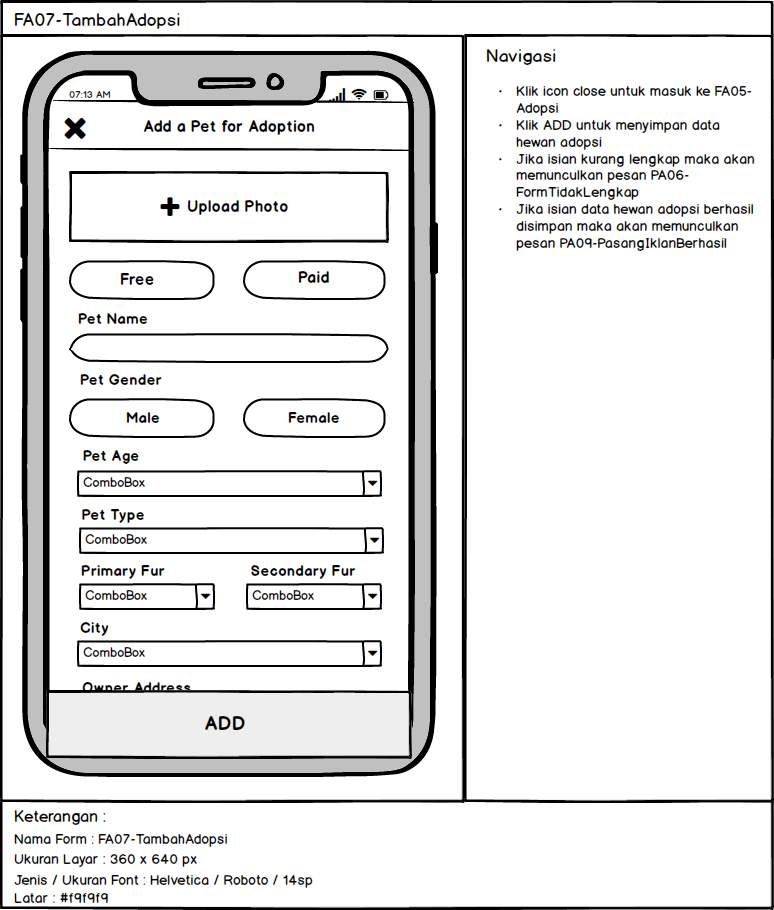 FA07-TambahAdopsi
07:13 AM
Add a Pet for Adoption
Upload Photo
Free
Paid
Pet Name
Pet Gender
Male
Female
Pet Age
ComboBox
Pet Type
ComboBox
Primary Fur
Secondary Fur
ComboBox
ComboBox
City
ComboBox
Owner Address
ADD
Navigasi
· Klik icon close untuk masuk ke FA05-
Adopsi
· Klik ADD untuk menyimpan data
hewan adopsi
· Jika isian kurang lengkap maka akan
memunculkan pesan PA06-
FormTidakLengkap
· Jika isian data hewan adopsi berhasil
disimpan maka akan memunculkan
pesan PA09-PasangIklanBerhasil
Keterangan :
Nama Form : FA07-TambahAdopsi
Ukuran Layar : 360 x 640 px
Jenis / Ukuran Font : Helvetica / Roboto / 14sp
Latar : #f9f9f9